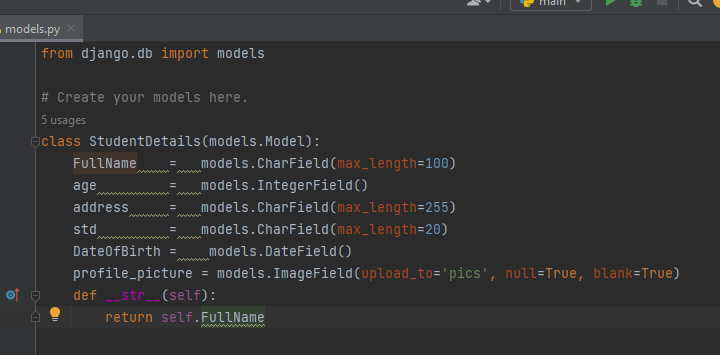 main
models.py
from django.db import models
# Create your models here.
5 usages
class StudentDetails(models.Model):
FullName = models.CharField(max_length=100)
age = models.IntegerField()
address = models.CharField(max_length=255)
std = models.CharField(max_length=20)
DateOfBirth = models.DateField()
profile_picture = models.ImageField(upload_to='pics', null=True, blank=True)
def __str__(self):
return self.FullName